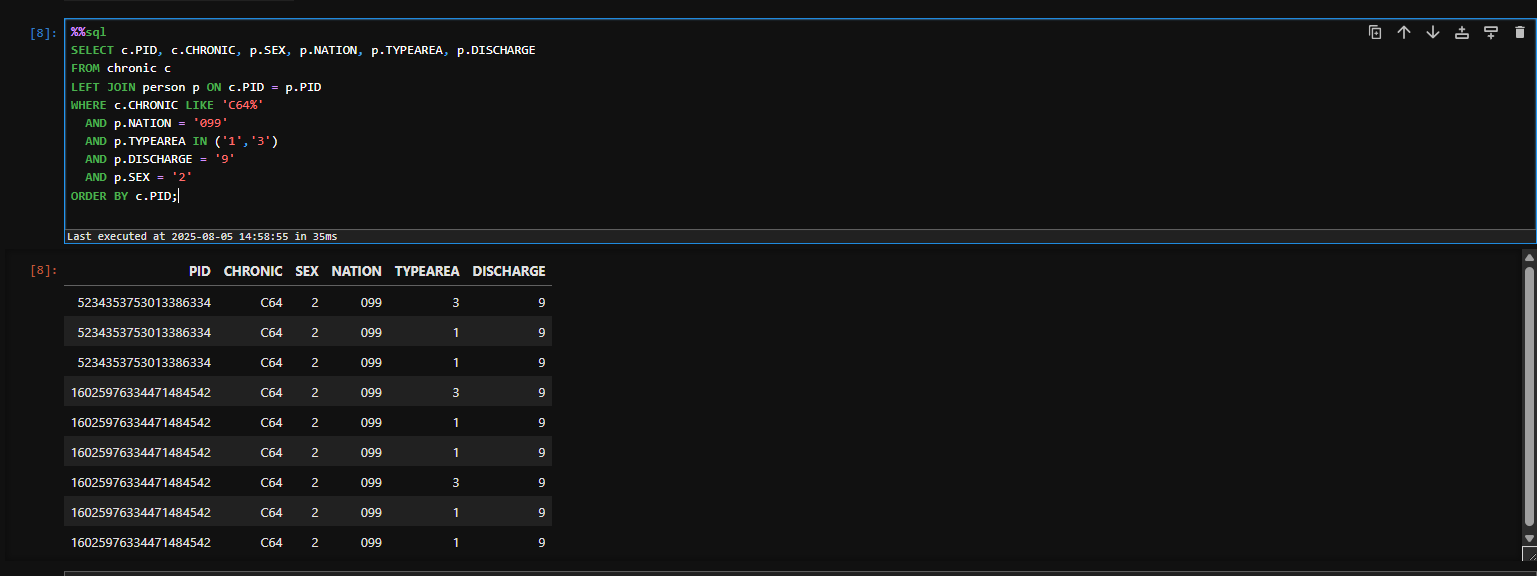 [8]:
%%sql
SELECT c.PID, c.CHRONIC, p.SEX, p.NATION, p.TYPEAREA, p.DISCHARGE
FROM chronic c
LEFT JOIN person p ON c.PID = p.PID
WHERE c.CHRONIC LIKE 'C64%'
AND p.NATION = '099'
AND p.TYPEAREA IN ('1','3')
AND p.DISCHARGE = '9'
AND p.SEX = '2'
ORDER BY c.PID;
Last executed at 2025-08-05 14:58:55 in 35ms
[8]:
PID CHRONIC SEX NATION TYPEAREA DISCHARGE
5234353753013386334 C64 2 099 3 9
5234353753013386334 C64 2 099 1 9
5234353753013386334 C64 2 099 1 9
16025976334471484542 C64 2 099 3 9
16025976334471484542 C64 2 099 1 9
16025976334471484542 C64 2 099 1 9
16025976334471484542 C64 2 099 3 9
16025976334471484542 C64 2 099 1 9
16025976334471484542 C64 2 099 1 9